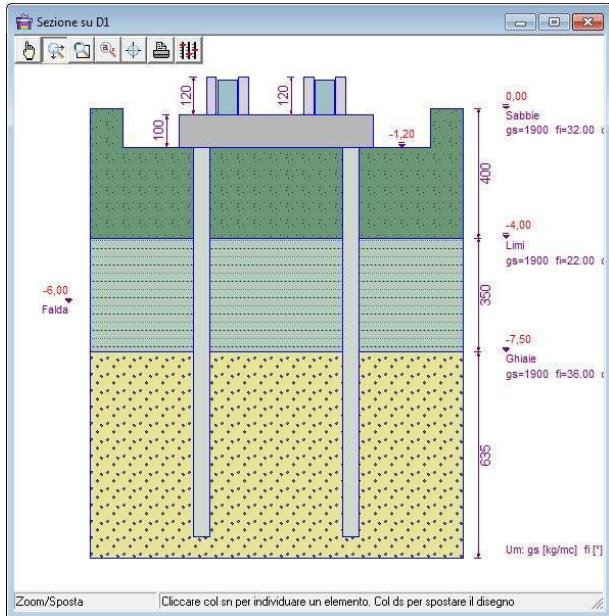 Sezione su D1
120
120
100
-1,20
0,00
Sabbie
gs=1900 fi=32.00
400
-4,00
Limi
gs=1900 fi=22.00
-6,00
Falda
350
-7,50
Ghiaie
gs=1900 fi=36.00
635
Um: gs [kg/mc] fi [°]
Zoom/Sposta
Cliccare col sn per individuare un elemento. Col ds per spostare il disegno